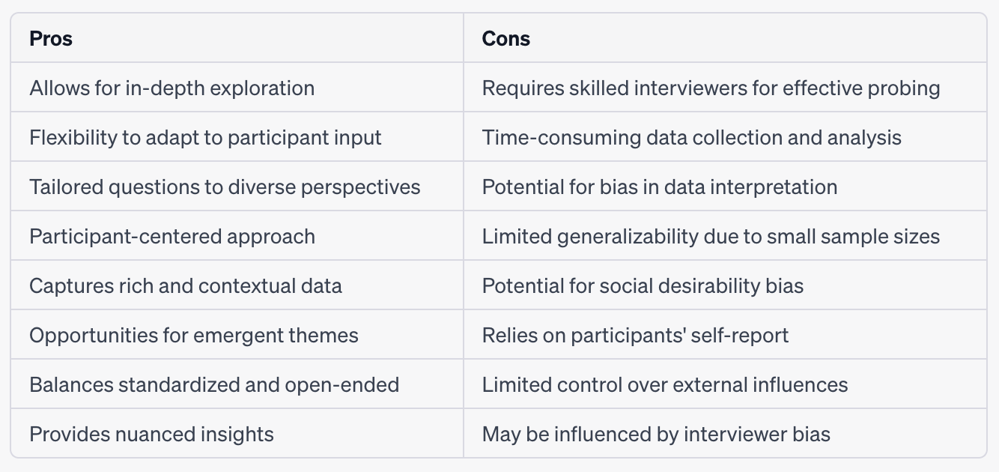 Pros Cons
Allows for in-depth exploration Requires skilled interviewers for effective probing
Flexibility to adapt to participant input Time-consuming data collection and analysis
Tailored questions to diverse perspectives Potential for bias in data interpretation
Participant-centered approach Limited generalizability due to small sample sizes
Captures rich and contextual data Potential for social desirability bias
Opportunities for emergent themes Relies on participants' self-report
Balances standardized and open-ended Limited control over external influences
Provides nuanced insights May be influenced by interviewer bias